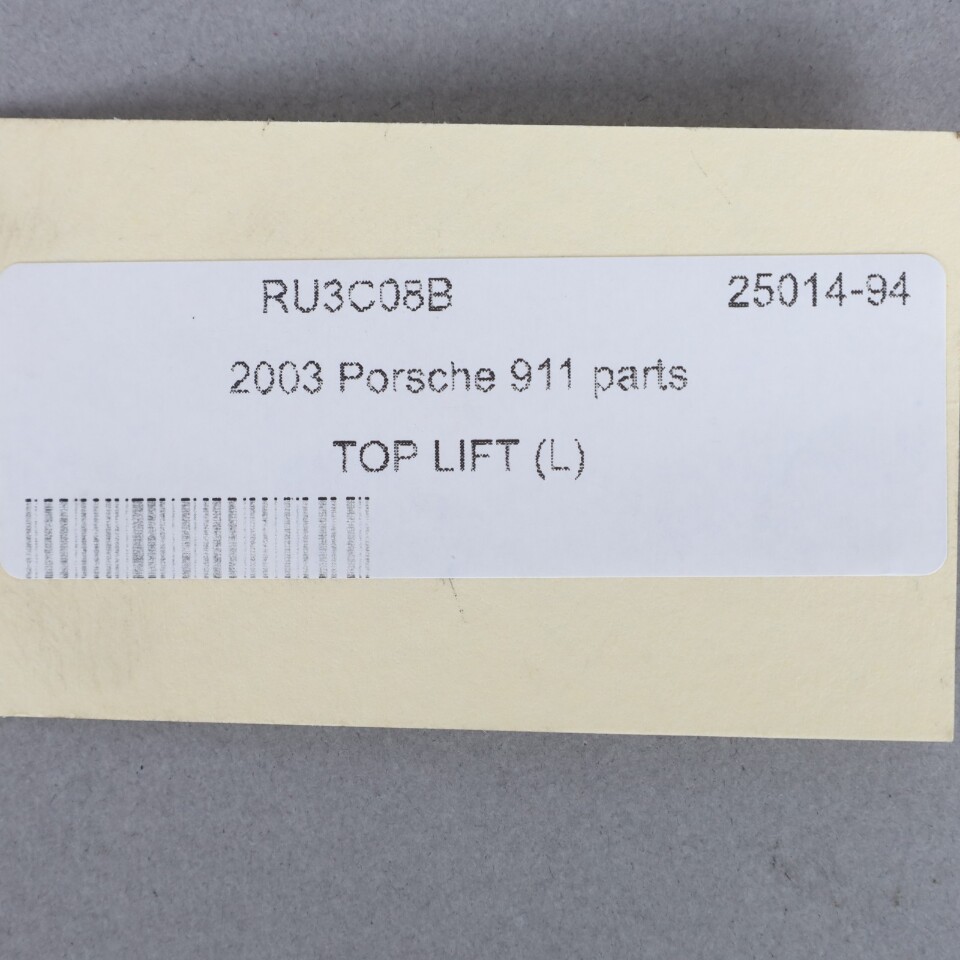 RU3C08B 25014-94
2003 Porsche 911 parts
TOP LIFT (L)